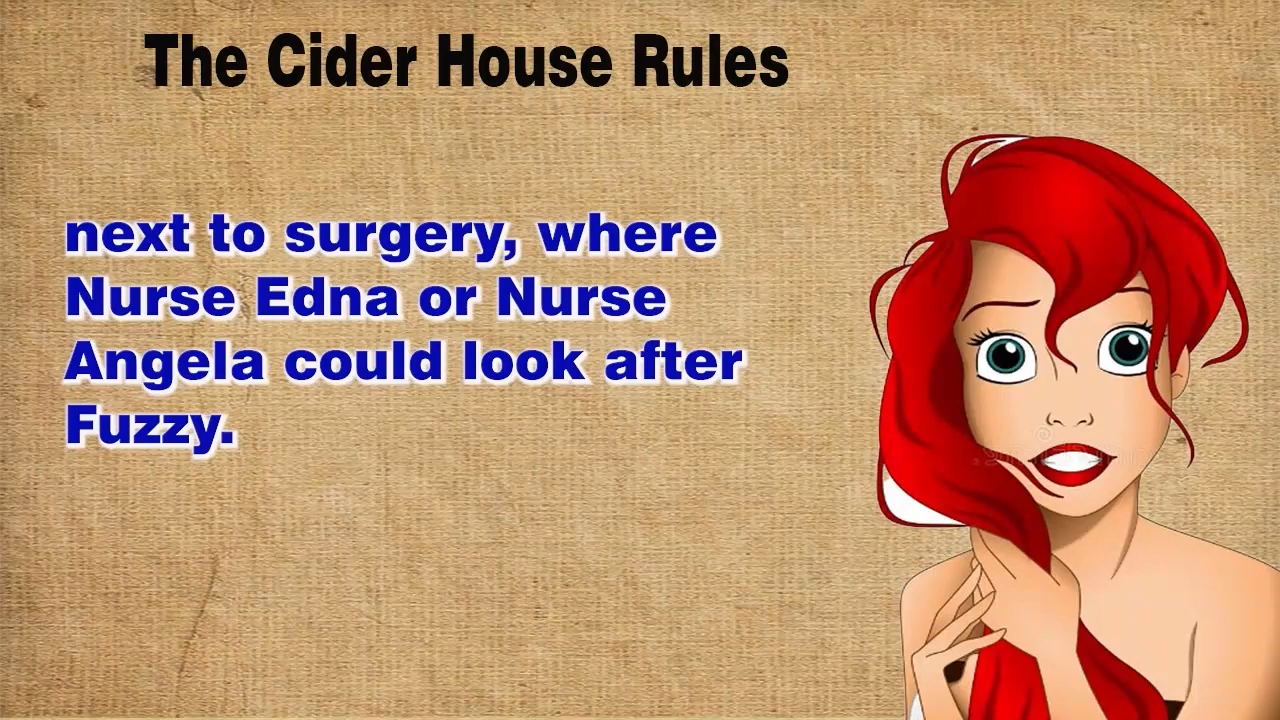 The Cider House Rules
next to surgery, where
Nurse Edna or Nurse
Angela could look after
Fuzzy.